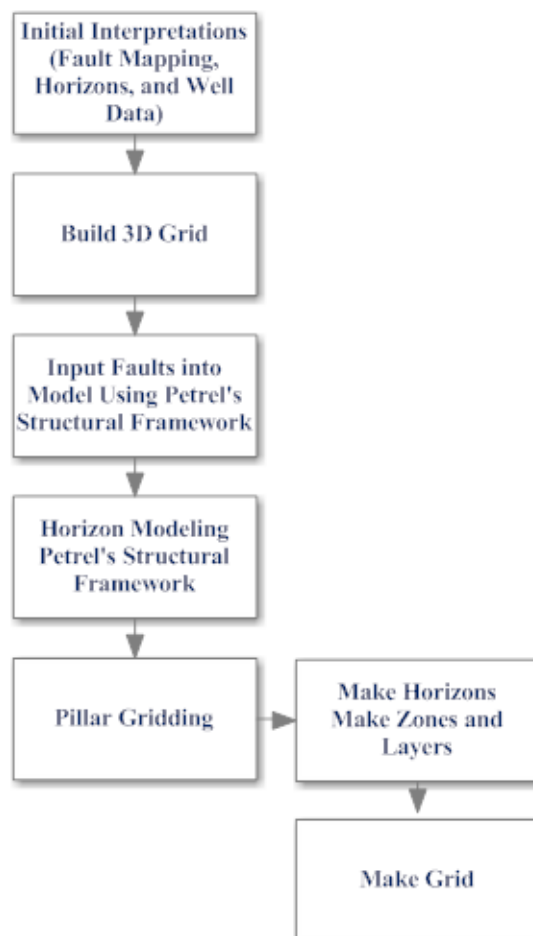 Initial Interpretations
(Fault Mapping,
Horizons, and Well
Data)
Build 3D Grid
Input Faults into
Model Using Petrel's
Structural Framework
Horizon Modeling
Petrel's Structural
Framework
Pillar Gridding
Make Horizons
Make Zones and
Layers
Make Grid